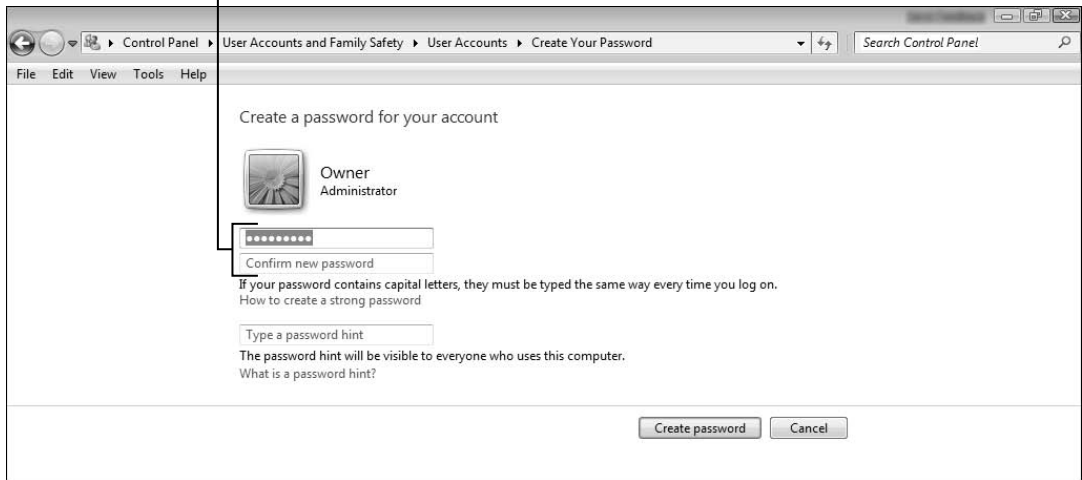 Control Panel User Accounts and Family Safety User Accounts Create Your Password Search Control Panel
File Edit View Tools Help
Create a password for your account
Owner
Administrator
●●●●●●●●●
Confirm new password
If your password contains capital letters, they must be typed the same way every time you log on.
How to create a strong password
Type a password hint
The password hint will be visible to everyone who uses this computer.
What is a password hint?
Create password Cancel